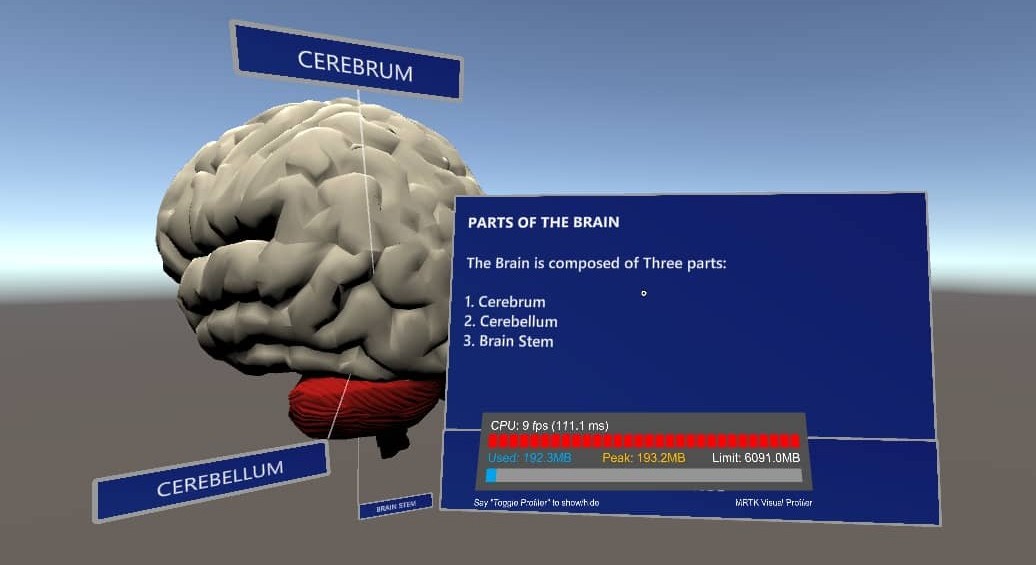 CEREBRUM
PARTS OF THE BRAIN
The Brain is composed of Three parts:
1. Cerebrum
2. Cerebellum
3. Brain Stem
CPU: 9 fps (111.1 ms)
Used: 192.3MB Peak: 193.2MB Limit: 6091.0MB
CEREBELLUM
BRAIN STEM
Say "Toggle Profiler" to show/hide MRTK Visual Profiler